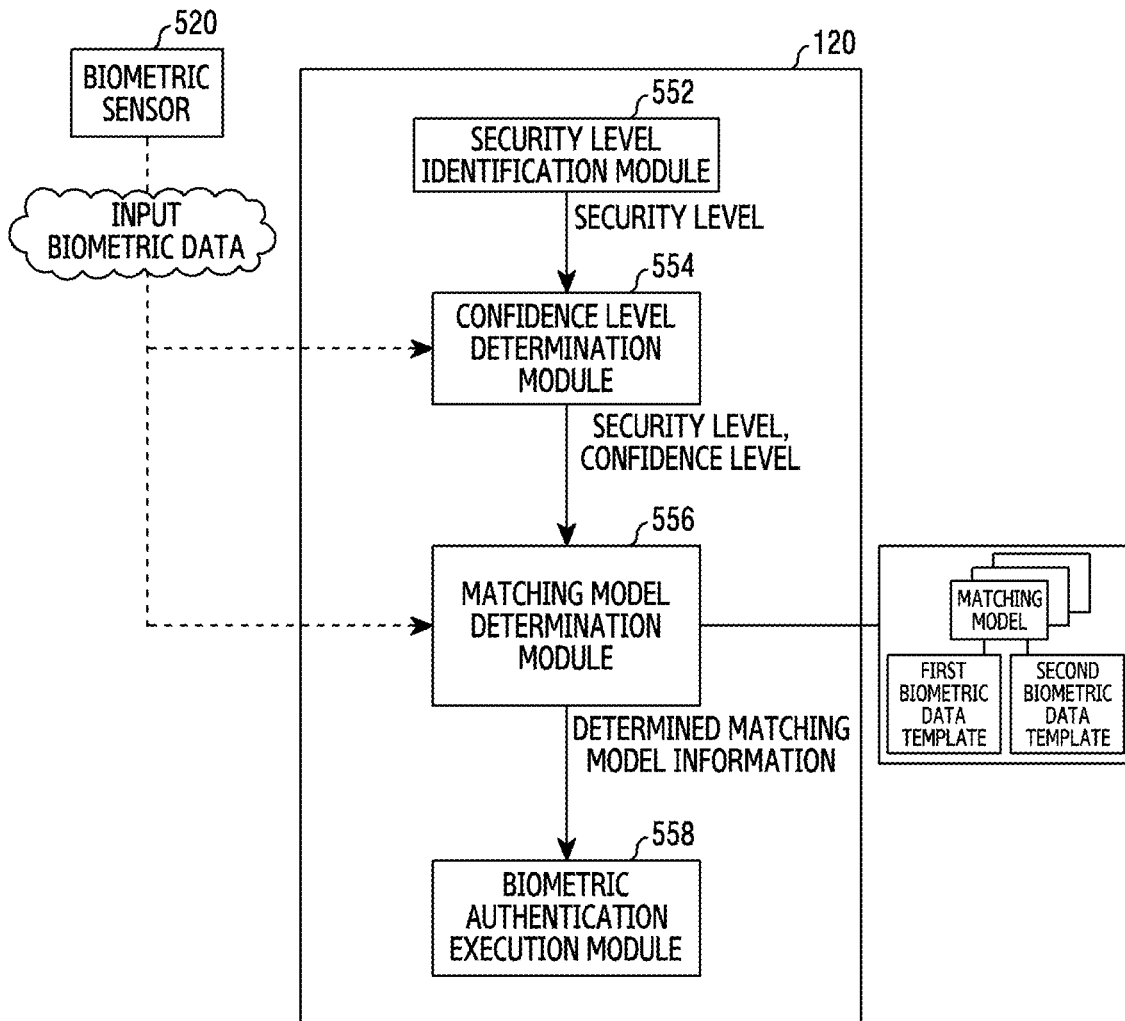 520
BIOMETRIC
SENSOR
INPUT
BIOMETRIC DATA
120
552
SECURITY LEVEL
IDENTIFICATION MODULE
SECURITY LEVEL
554
CONFIDENCE LEVEL
DETERMINATION
MODULE
SECURITY LEVEL,
CONFIDENCE LEVEL
556
MATCHING MODEL
DETERMINATION
MODULE
MATCHING
MODEL
FIRST
BIOMETRIC
DATA
TEMPLATE
SECOND
BIOMETRIC
DATA
TEMPLATE
DETERMINED MATCHING
MODEL INFORMATION
558
BIOMETRIC
AUTHENTICATION
EXECUTION MODULE